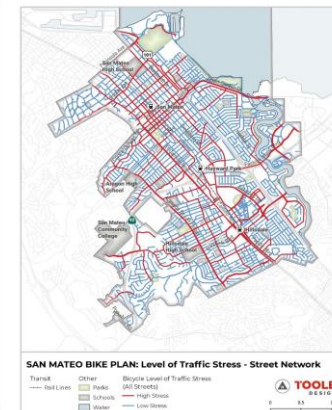 San Mateo
High School
101
San Mateo
Hayward Park
Aragon High
School
San Mateo
Community
College
Hillsdale
Hillsdale
High School
SAN MATEO BIKE PLAN: Level of Traffic Stress - Street Network
Transit
Rail Lines
Other
Parks
Schools
Water
Bicycle Level of Traffic Stress
(All Streets)
High Stress
Low Stress
TOOLE
DESIGN
0 0.5